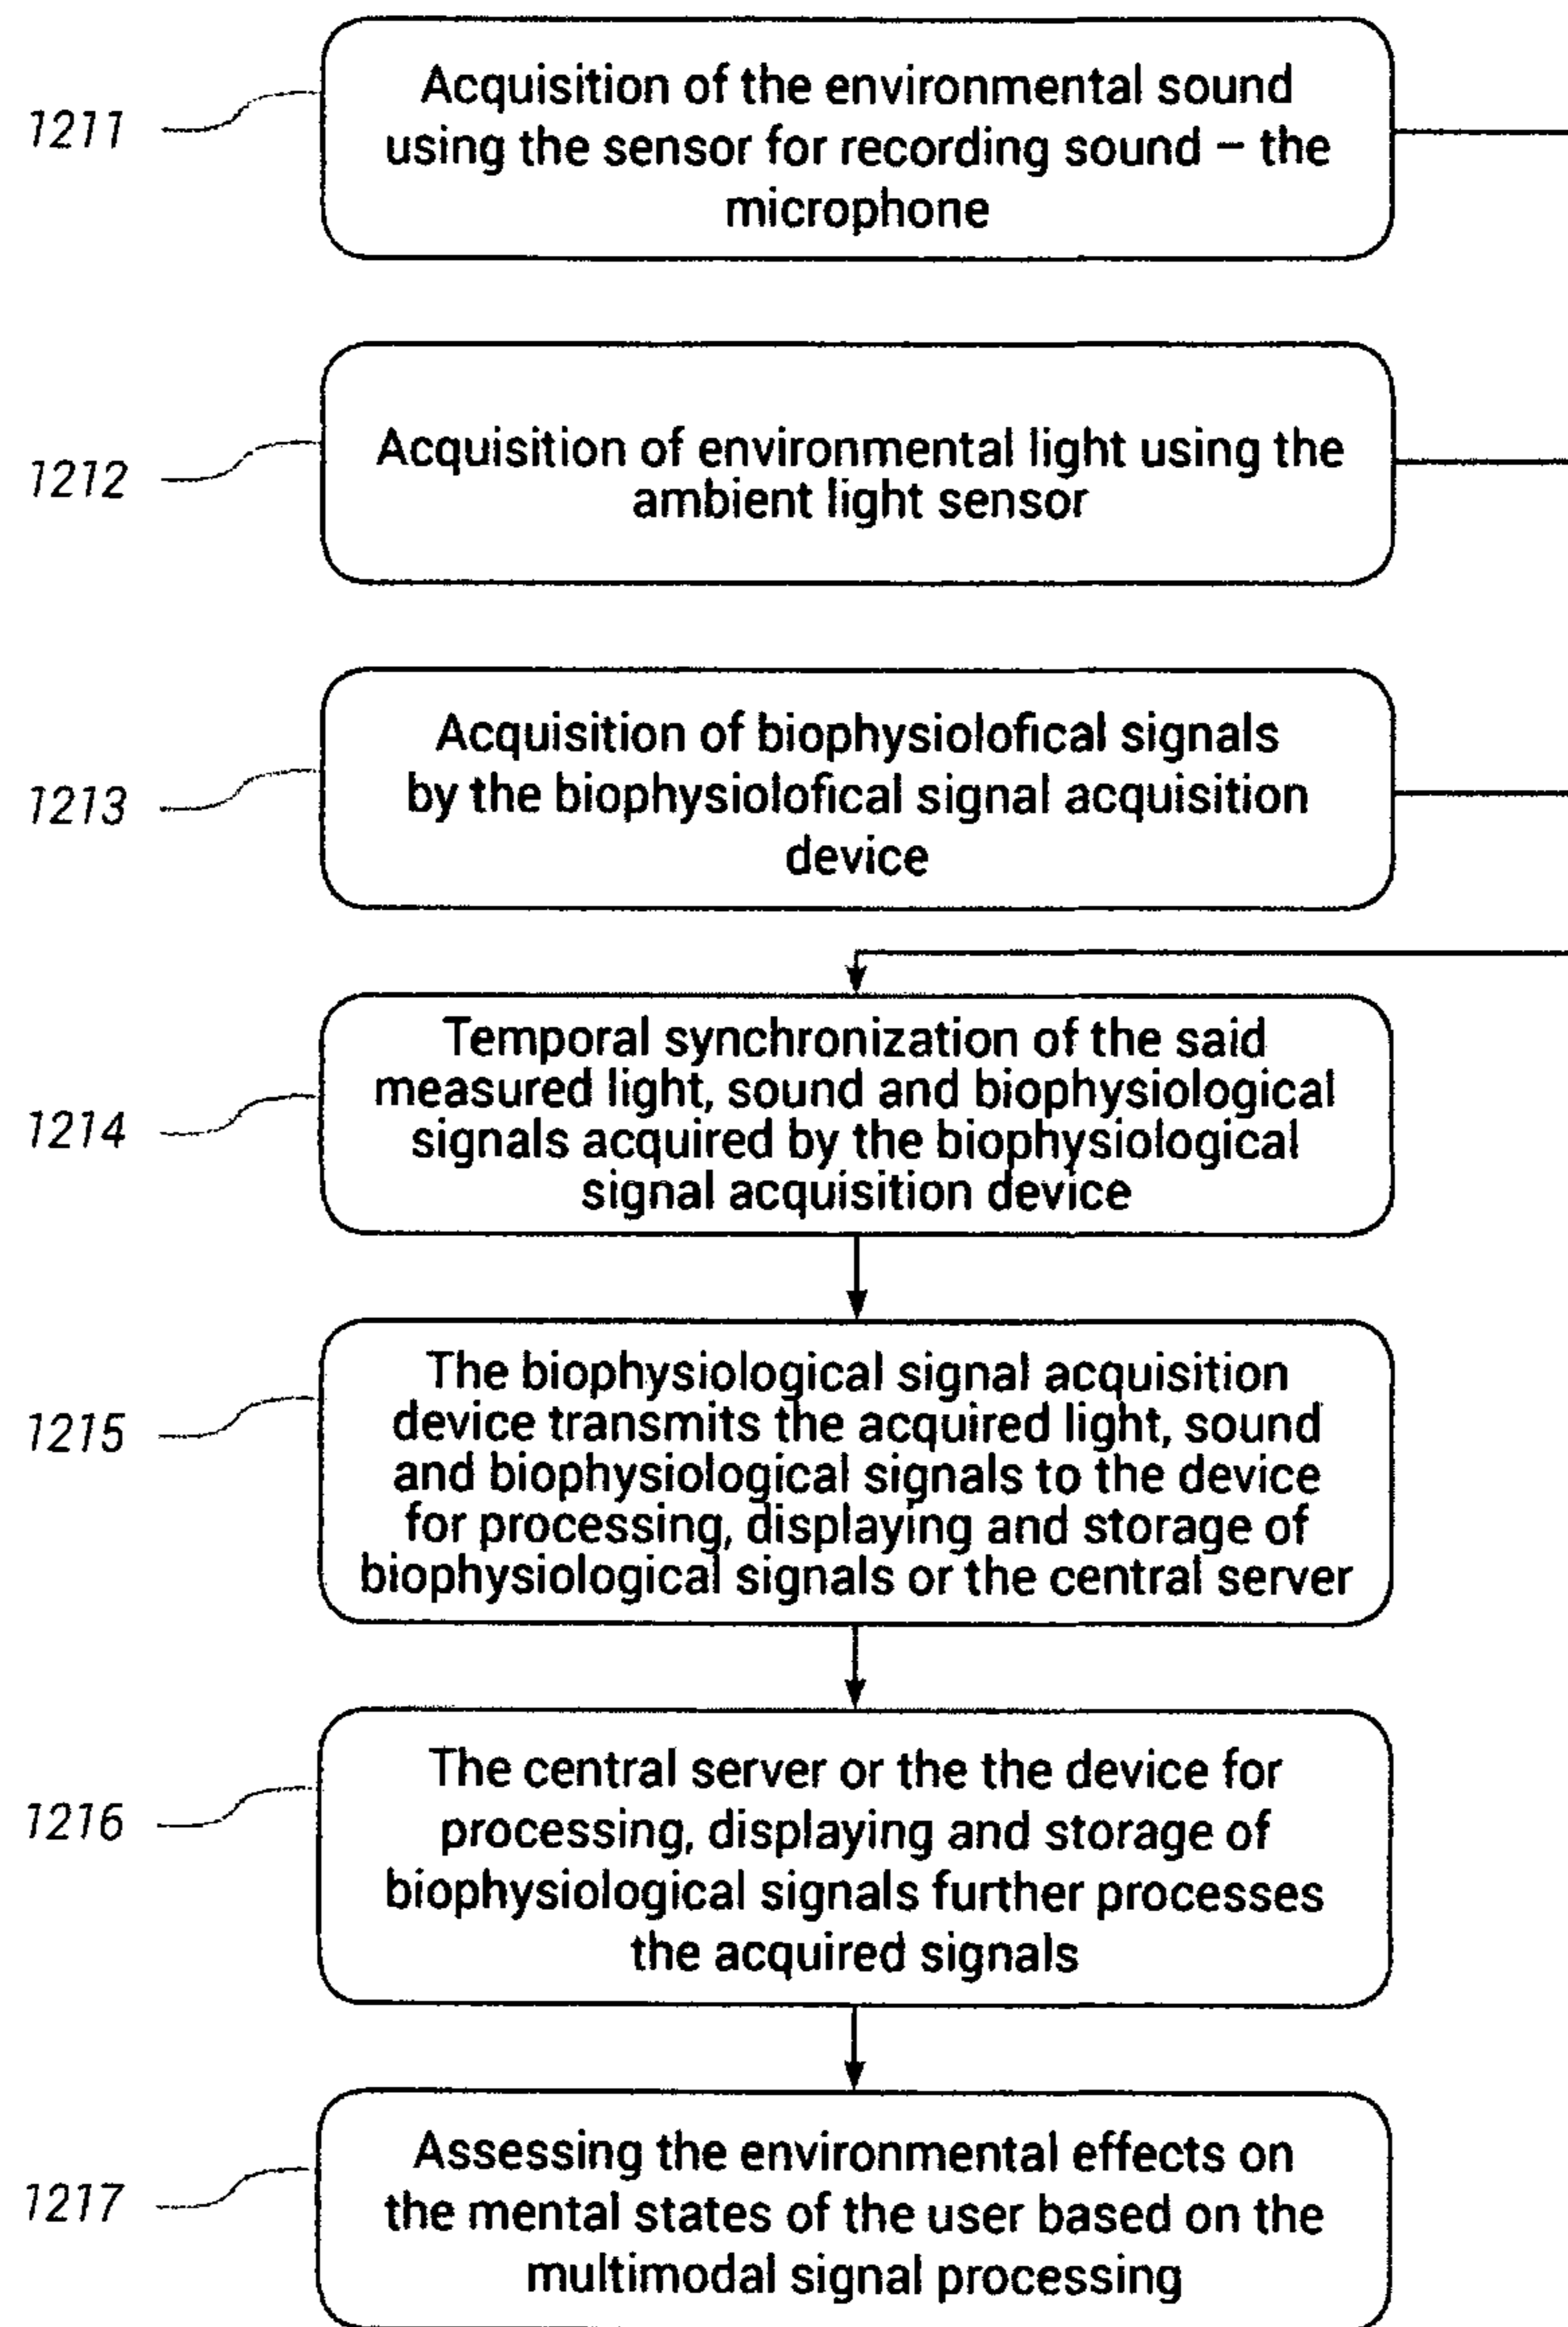 1211
Acquisition of the environmental sound
using the sensor for recording sound – the
microphone
1212
Acquisition of environmental light using the
ambient light sensor
1213
Acquisition of biophysiolofical signals
by the biophysiolofical signal acquisition
device
1214
Temporal synchronization of the said
measured light, sound and biophysiological
signals acquired by the biophysiological
signal acquisition device
1215
The biophysiological signal acquisition
device transmits the acquired light, sound
and biophysiological signals to the device
for processing, displaying and storage of
biophysiological signals or the central server
1216
The central server or the the device for
processing, displaying and storage of
biophysiological signals further processes
the acquired signals
1217
Assessing the environmental effects on
the mental states of the user based on the
multimodal signal processing